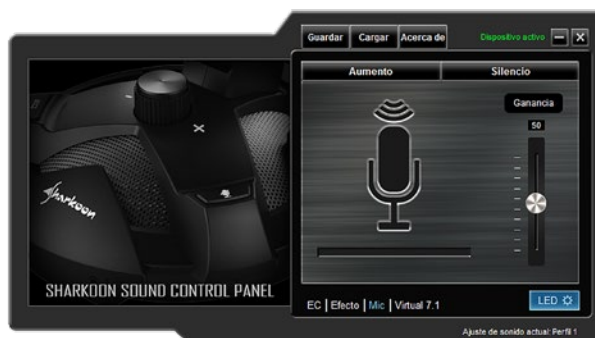 Guardar Cargar Acerca de Dispositivo activo
Aumento Silencio
Ganancia
50
Sharkoon
SHARKOON SOUND CONTROL PANEL
EC | Efecto | Mic | Virtual 7.1
LED
Ajuste de sonido actual: Perfil 1